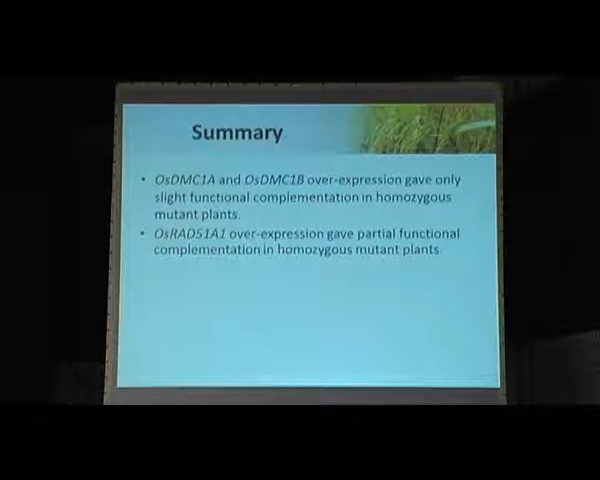 Summary
• OsDMC1A and OsDMC1B over-expression gave only
slight functional complementation in homozygous
mutant plants.
• OsRAD51A1 over-expression gave partial functional
complementation in homozygous mutant plants.